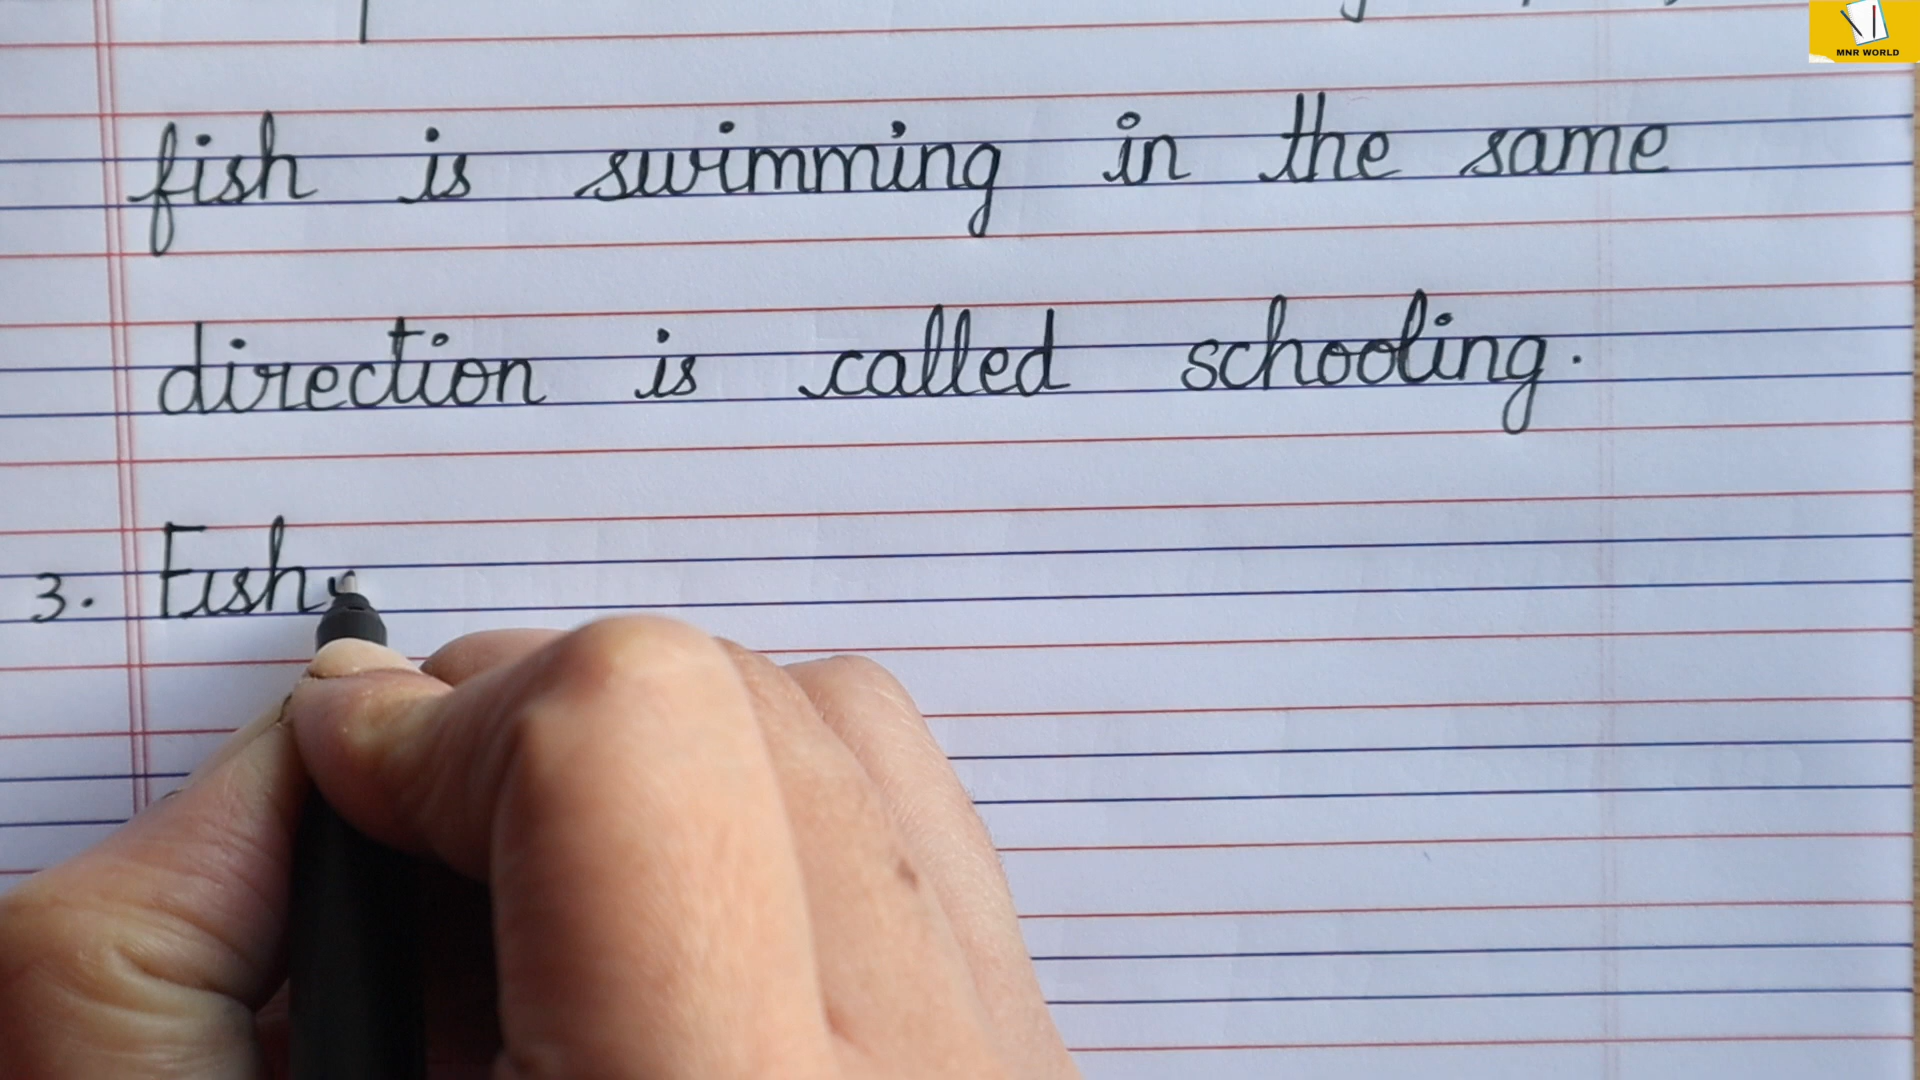 MNR WORLD
fish is swimming in the same
direction is called schooling.
3. Fish